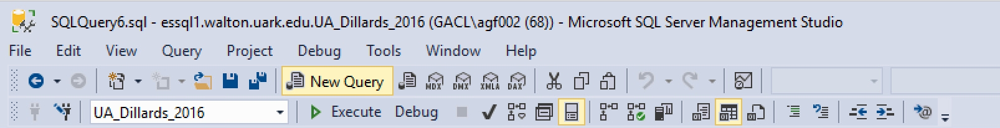 SQLQuery6.sql - essql1.walton.uark.edu.UA_Dillards_2016 (GACL\agf002 (68)) - Microsoft SQL Server Management Studio
File Edit View Query Project Debug Tools Window Help
New Query MDX DMX XMLA DAX
UA_Dillards_2016 Execute Debug